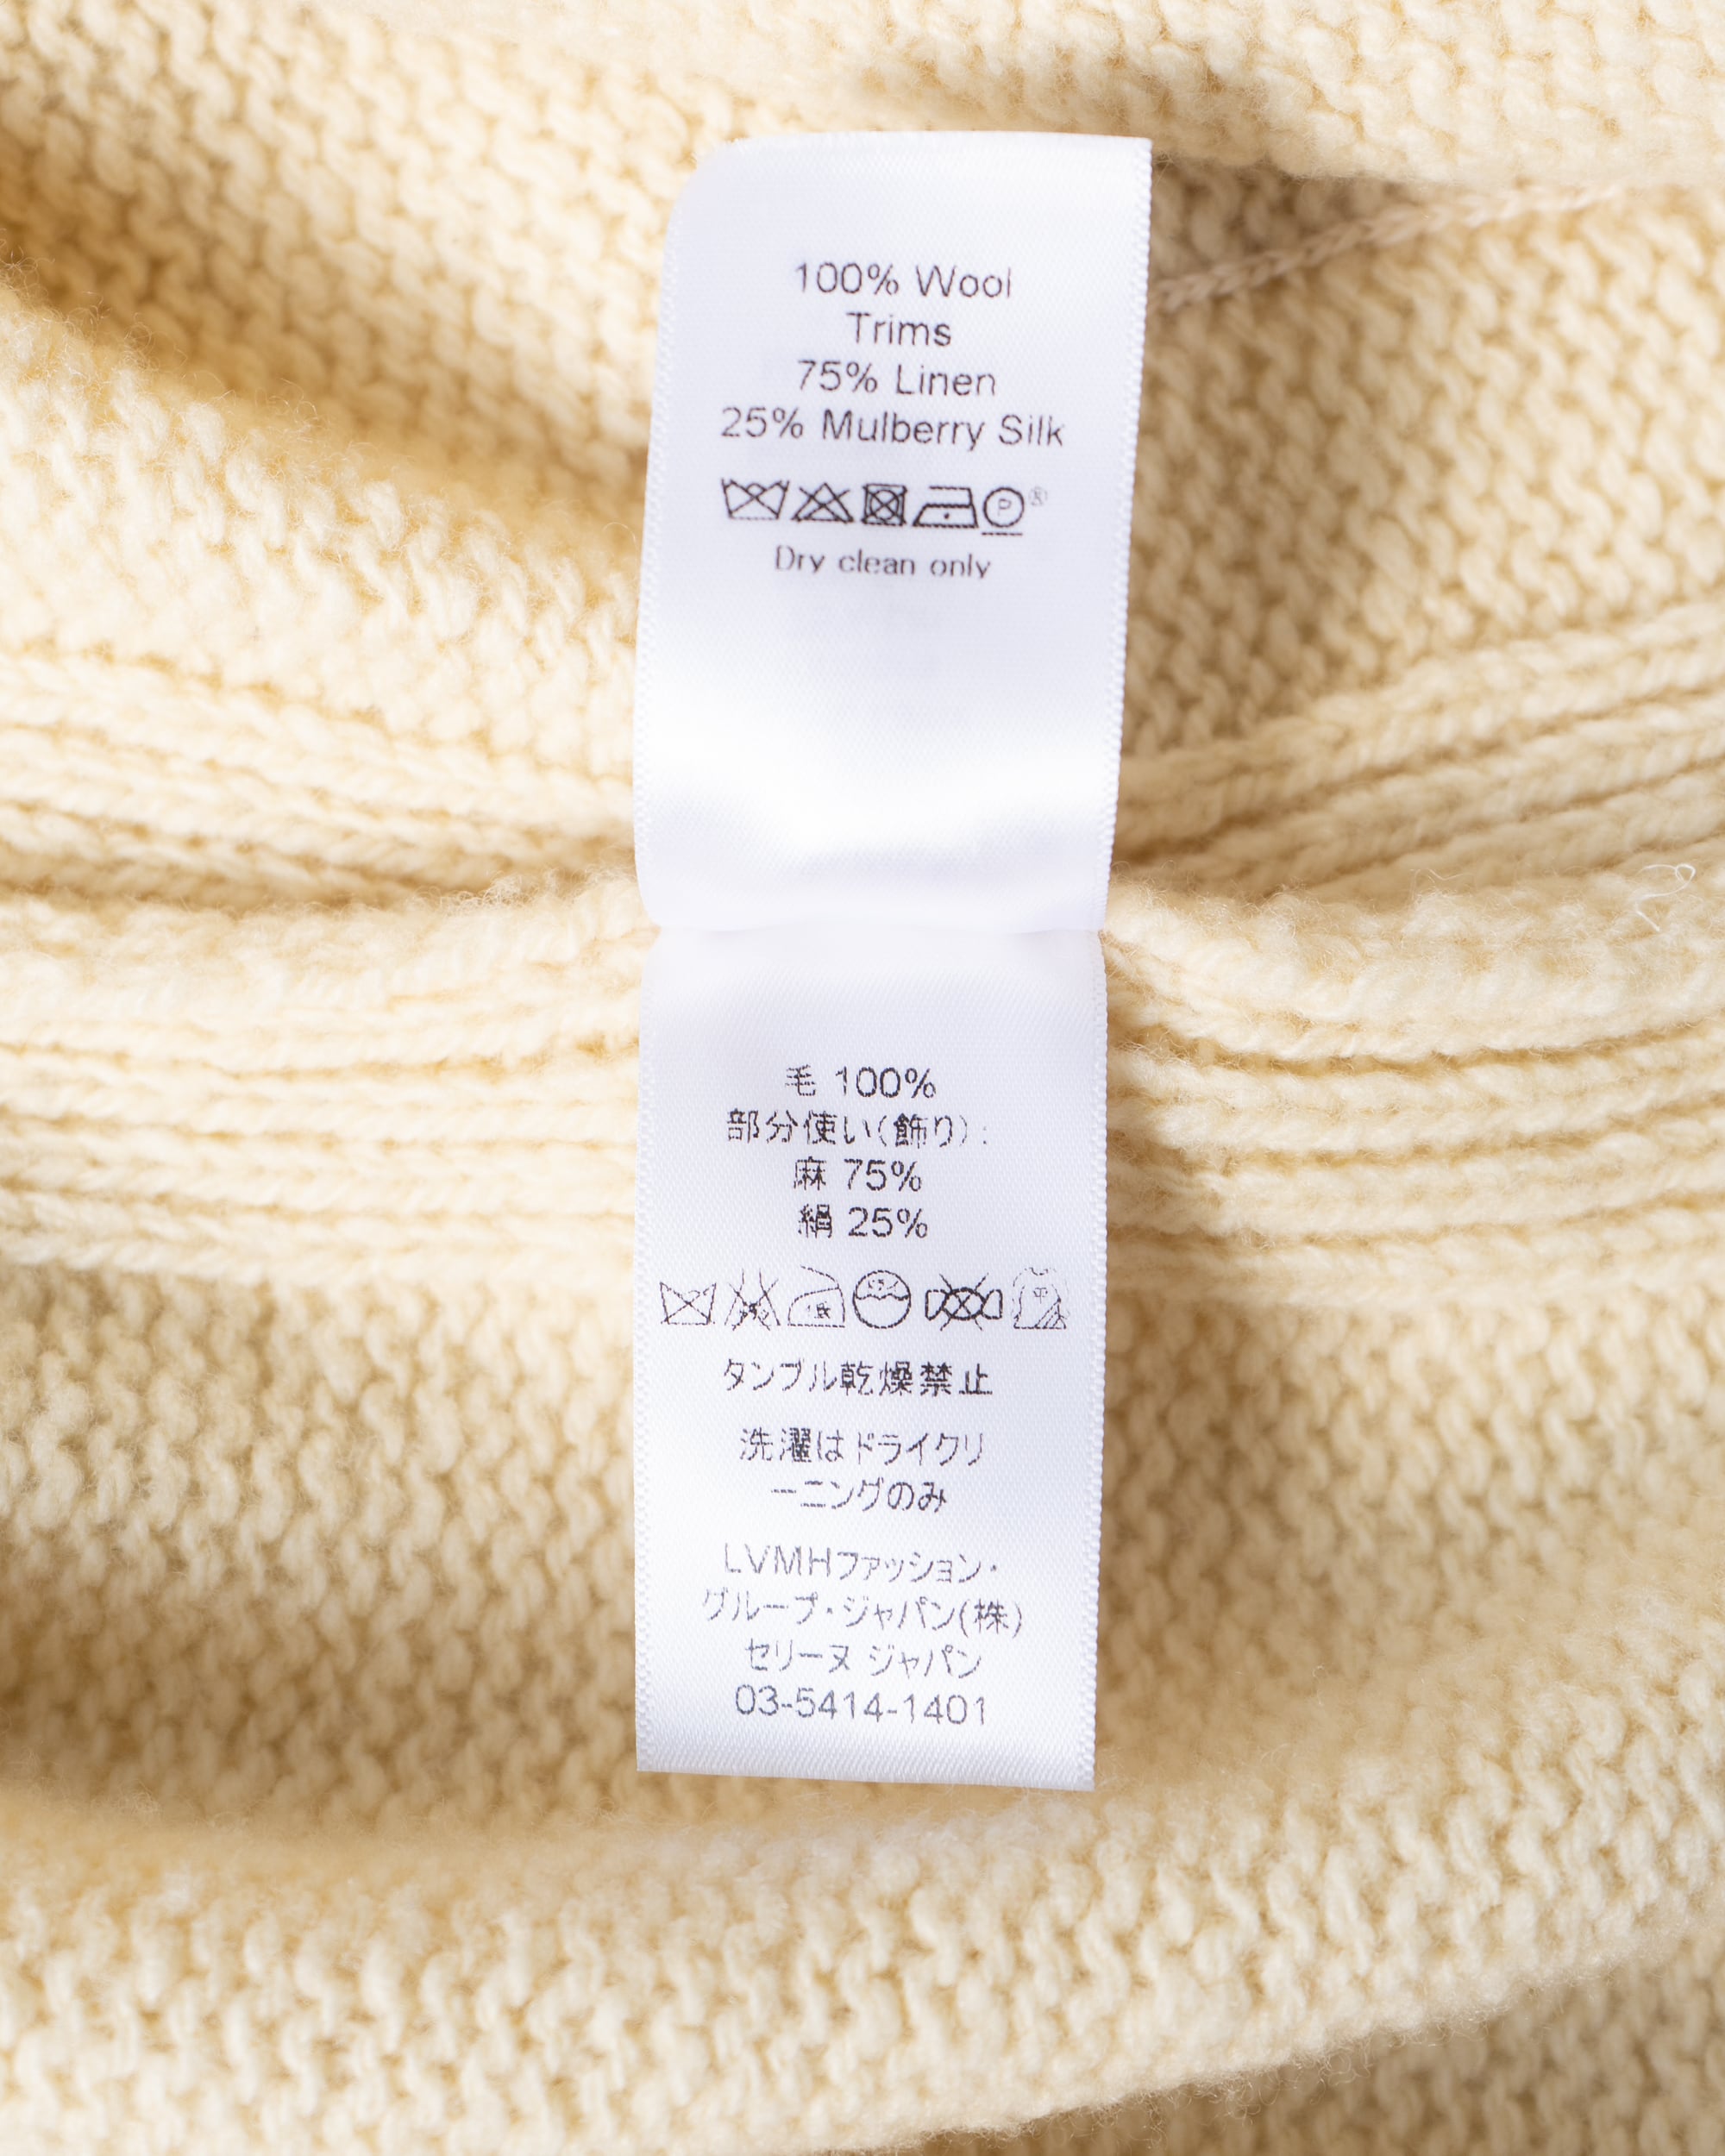 100% Wool
Trims
75% Linen
25% Mulberry Silk
P ®
Dry clean only
毛 100%
部分使い(飾り):
麻 75%
絹 25%
タンブル乾燥禁止
洗濯はドライクリ
ーニングのみ
LVMHファッション・
グループ・ジャパン(株)
セリーヌ ジャパン
03-5414-1401